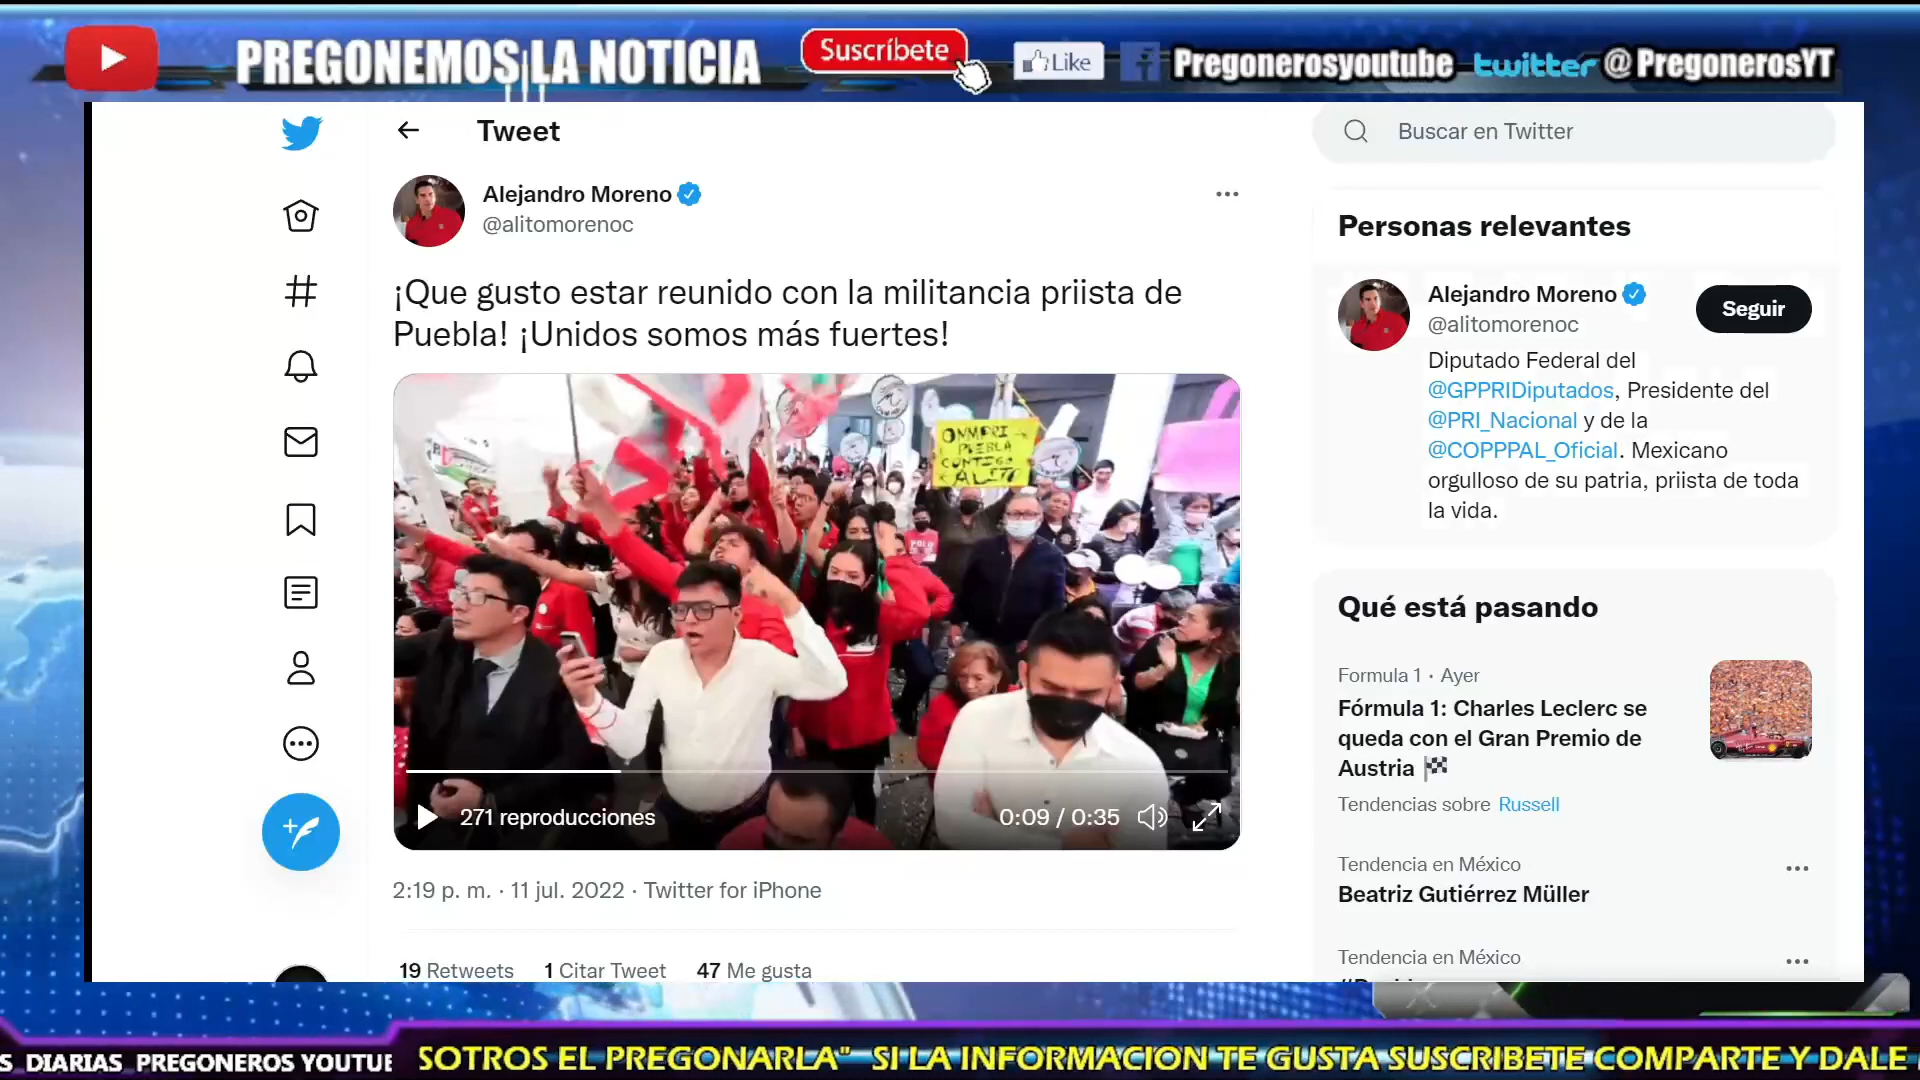 PREGONEMOS LA NOTICIA
Suscríbete
Like
Pregonerosyoutube
twitter @PregonerosYT
Tweet
Buscar en Twitter
Alejandro Moreno
@alitomorenoc
¡Que gusto estar reunido con la militancia priista de
Puebla! ¡Unidos somos más fuertes!
ONMPRI
PUEBLA
CONTIGO
ALITO
POLO
271 reproducciones
0:09 / 0:35
2:19 p. m. · 11 jul. 2022 · Twitter for iPhone
19 Retweets 1 Citar Tweet 47 Me gusta
Personas relevantes
Alejandro Moreno
@alitomorenoc
Seguir
Diputado Federal del
@GPPRIDiputados, Presidente del
@PRI_Nacional y de la
@COPPPAL_Oficial. Mexicano
orgulloso de su patria, priista de toda
la vida.
Qué está pasando
Formula 1 · Ayer
Fórmula 1: Charles Leclerc se
queda con el Gran Premio de
Austria
Tendencias sobre Russell
Tendencia en México
Beatriz Gutiérrez Müller
Tendencia en México
S DIARIAS PREGONEROS YOUTUBE
SOTROS EL PREGONARLA" SI LA INFORMACION TE GUSTA SUSCRIBETE COMPARTE Y DALE